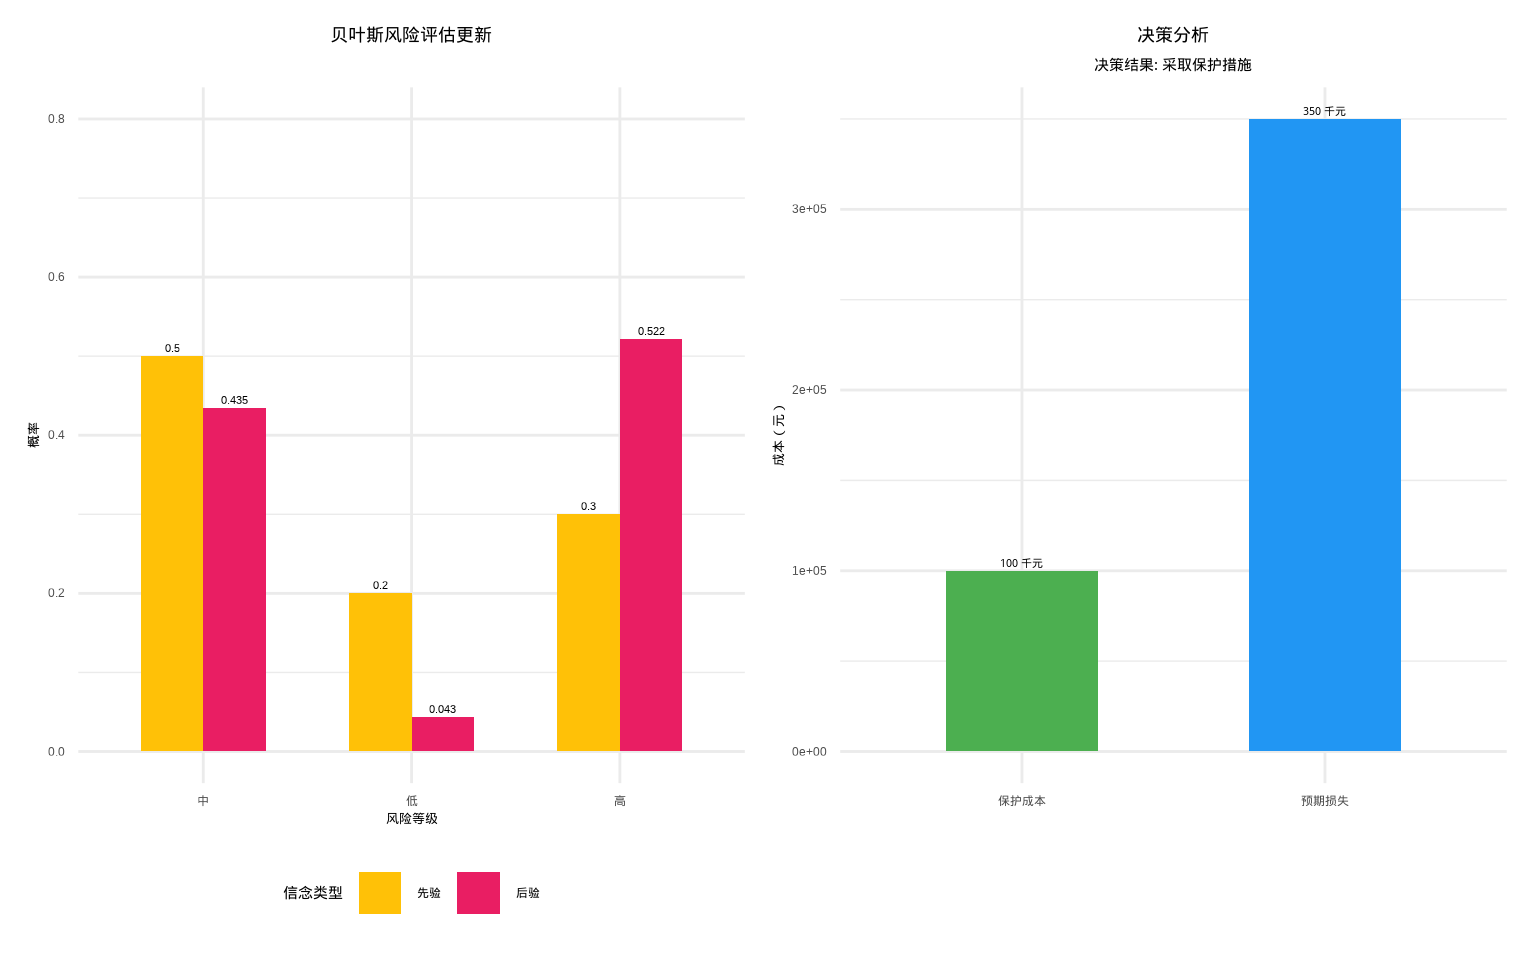 贝叶斯风险评估更新
概率
0.8
0.6
0.4
0.2
0.0
0.5
0.435
0.2
0.043
0.3
0.522
中
低
高
风险等级
信念类型
先验
后验
决策分析
决策结果: 采取保护措施
成本（元）
3e+05
2e+05
1e+05
0e+00
100 千元
350 千元
保护成本
预期损失